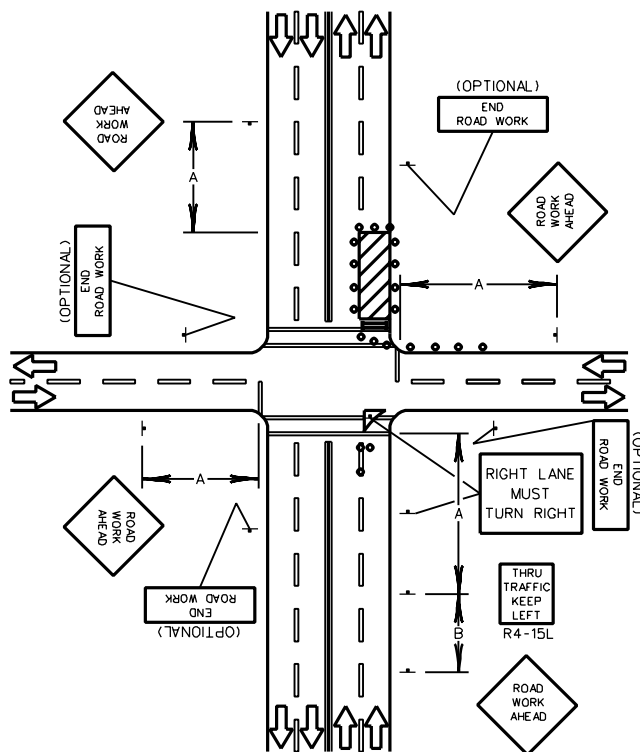 (OPTIONAL)
END
ROAD WORK
ROAD
WORK
AHEAD
A
ROAD
WORK
AHEAD
(OPTIONAL)
END
ROAD WORK
A
A
ROAD
WORK
AHEAD
END
ROAD WORK
(OPTIONAL)
RIGHT LANE
MUST
TURN RIGHT
END
ROAD WORK
(OPTIONAL)
A
THRU
TRAFFIC
KEEP
LEFT
R4-15L
B
ROAD
WORK
AHEAD